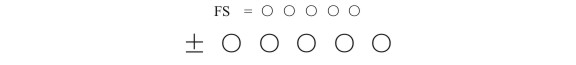 FS = ○ ○ ○ ○ ○
± ○ ○ ○ ○ ○